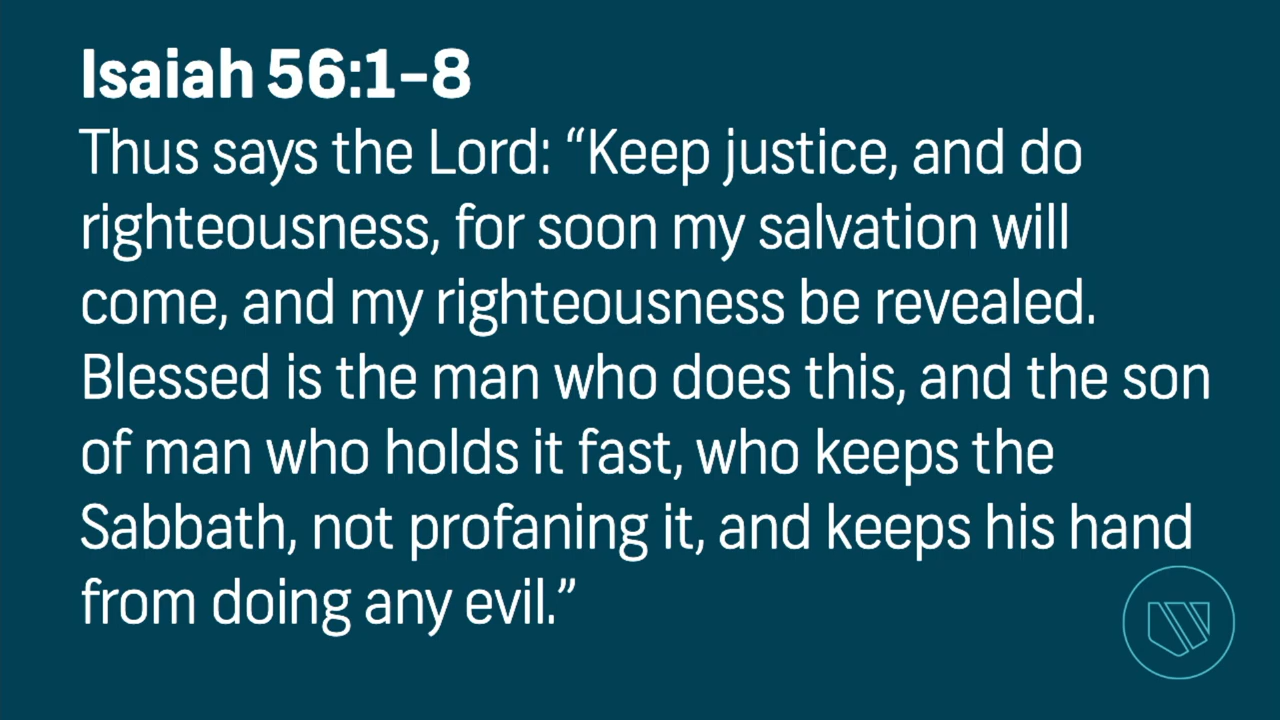 Isaiah 56:1–8
Thus says the Lord: “Keep justice, and do
righteousness, for soon my salvation will
come, and my righteousness be revealed.
Blessed is the man who does this, and the son
of man who holds it fast, who keeps the
Sabbath, not profaning it, and keeps his hand
from doing any evil.”